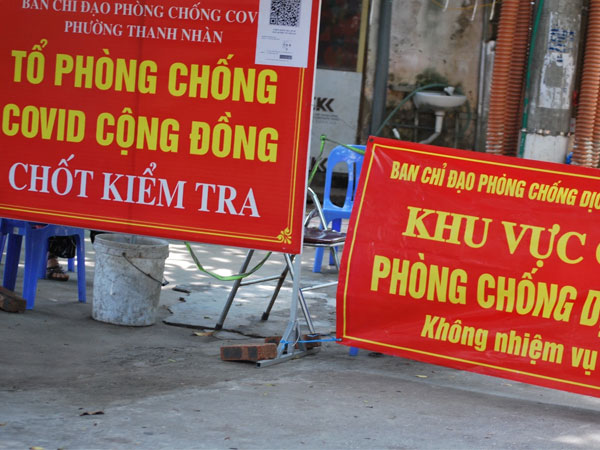 BAN CHỈ ĐẠO PHÒNG CHỐNG COV
PHƯỜNG THANH NHÀN
TỔ PHÒNG CHỐNG
COVID CỘNG ĐỒNG
CHỐT KIỂM TRA
BAN CHỈ ĐẠO PHÒNG CHỐNG DỊC
KHU VỰC
PHÒNG CHỐNG D
Không nhiệm vụ